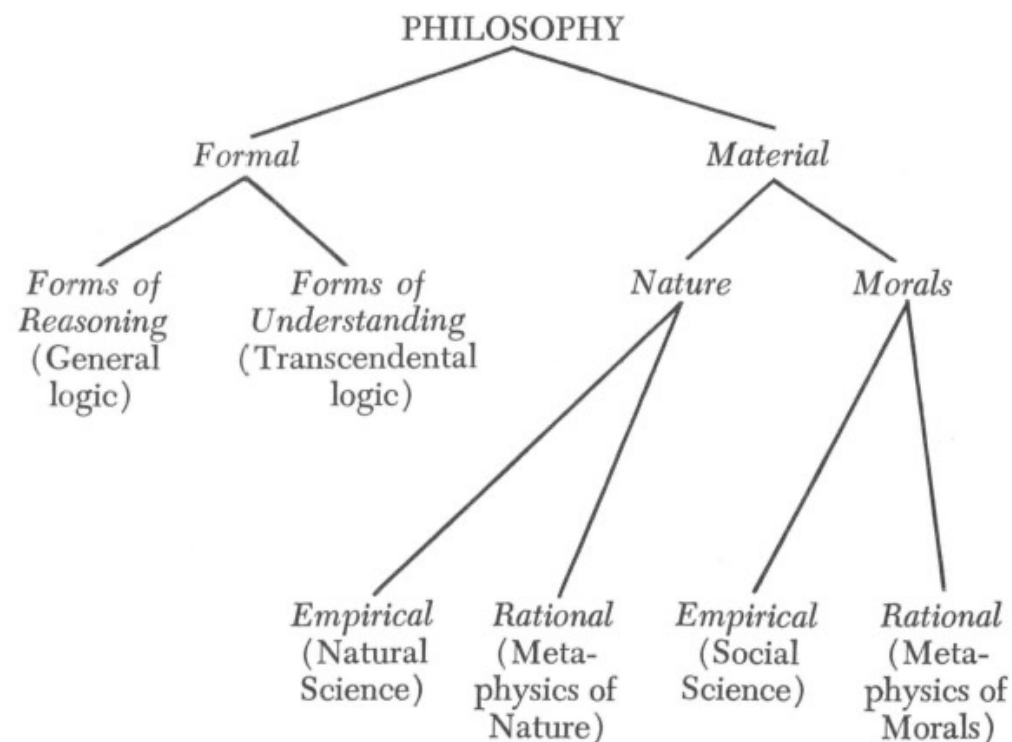 PHILOSOPHY
Formal
Material
Forms of
Reasoning
(General
logic)
Forms of
Understanding
(Transcendental
logic)
Nature
Morals
Empirical
(Natural
Science)
Rational
(Meta-
physics of
Nature)
Empirical
(Social
Science)
Rational
(Meta-
physics of
Morals)